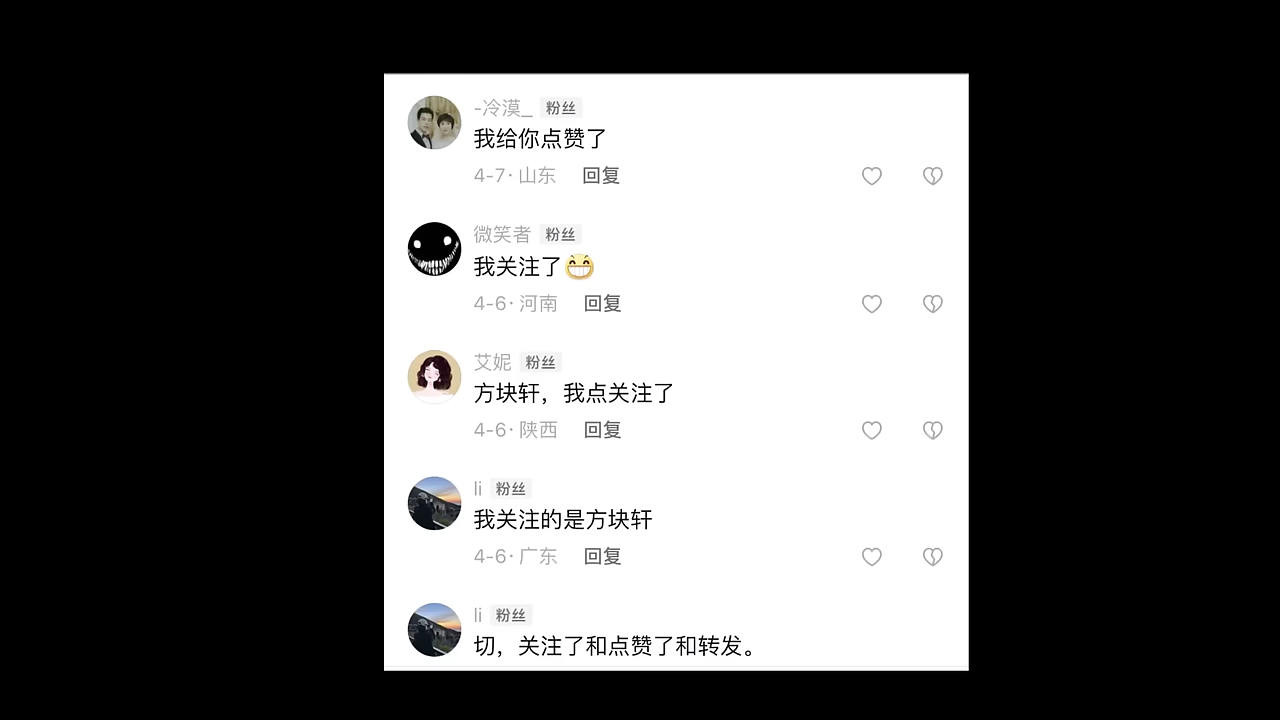 -冷漠_ 粉丝
我给你点赞了
4-7·山东 回复
微笑者 粉丝
我关注了😁
4-6·河南 回复
艾妮 粉丝
方块轩，我点关注了
4-6·陕西 回复
li 粉丝
我关注的是方块轩
4-6·广东 回复
li 粉丝
切，关注了和点赞了和转发。